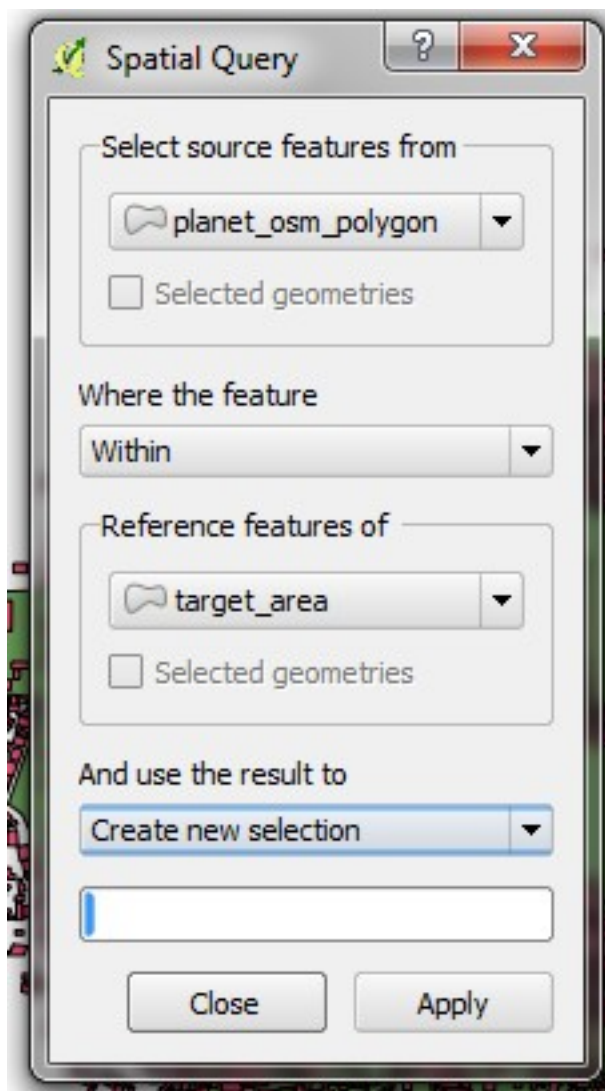 Spatial Query
?
Select source features from
planet_osm_polygon
Selected geometries
Where the feature
Within
Reference features of
target_area
Selected geometries
And use the result to
Create new selection
Close Apply